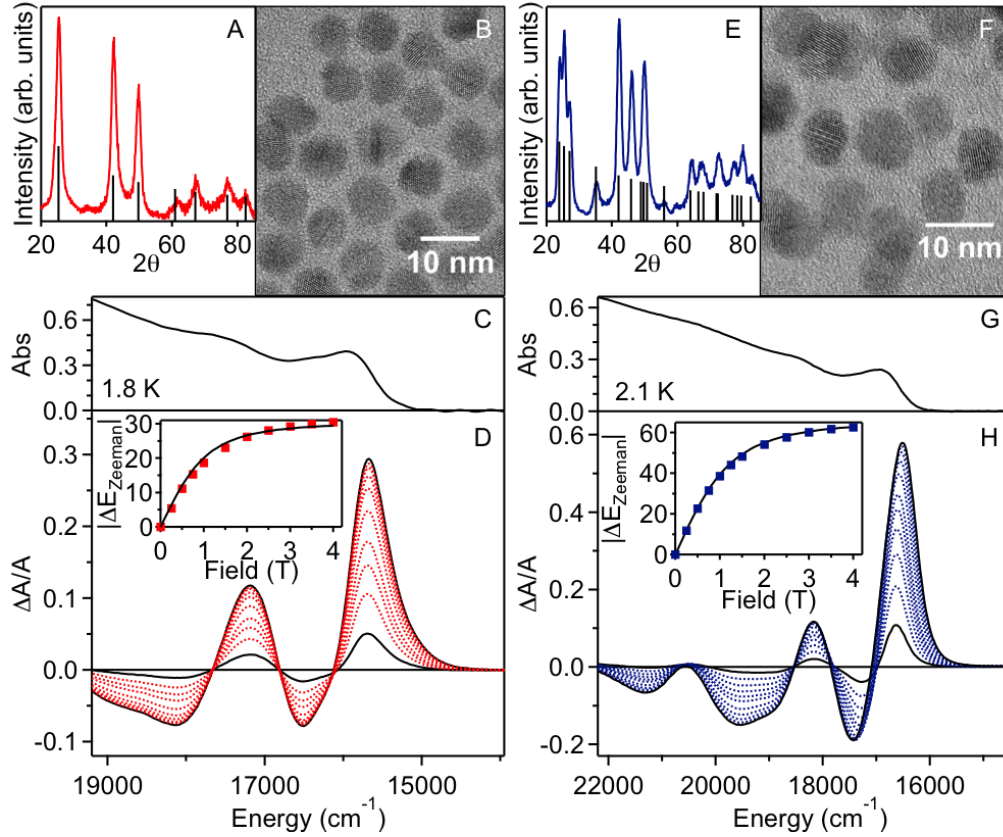 Intensity (arb. units)
A
20 40 60 80
2θ
B
10 nm
Intensity (arb. units)
E
20 40 60 80
2θ
F
10 nm
Abs
0.6
0.3
0.0
C
1.8 K
Abs
0.6
0.3
0.0
G
2.1 K
ΔA/A
0.3
0.2
0.1
0.0
-0.1
D
|ΔE_Zeeman|
30
20
10
0
0 1 2 3 4
Field (T)
19000 17000 15000
Energy (cm⁻¹)
ΔA/A
0.6
0.4
0.2
0.0
-0.2
H
|ΔE_Zeeman|
60
40
20
0
0 1 2 3 4
Field (T)
22000 20000 18000 16000
Energy (cm⁻¹)